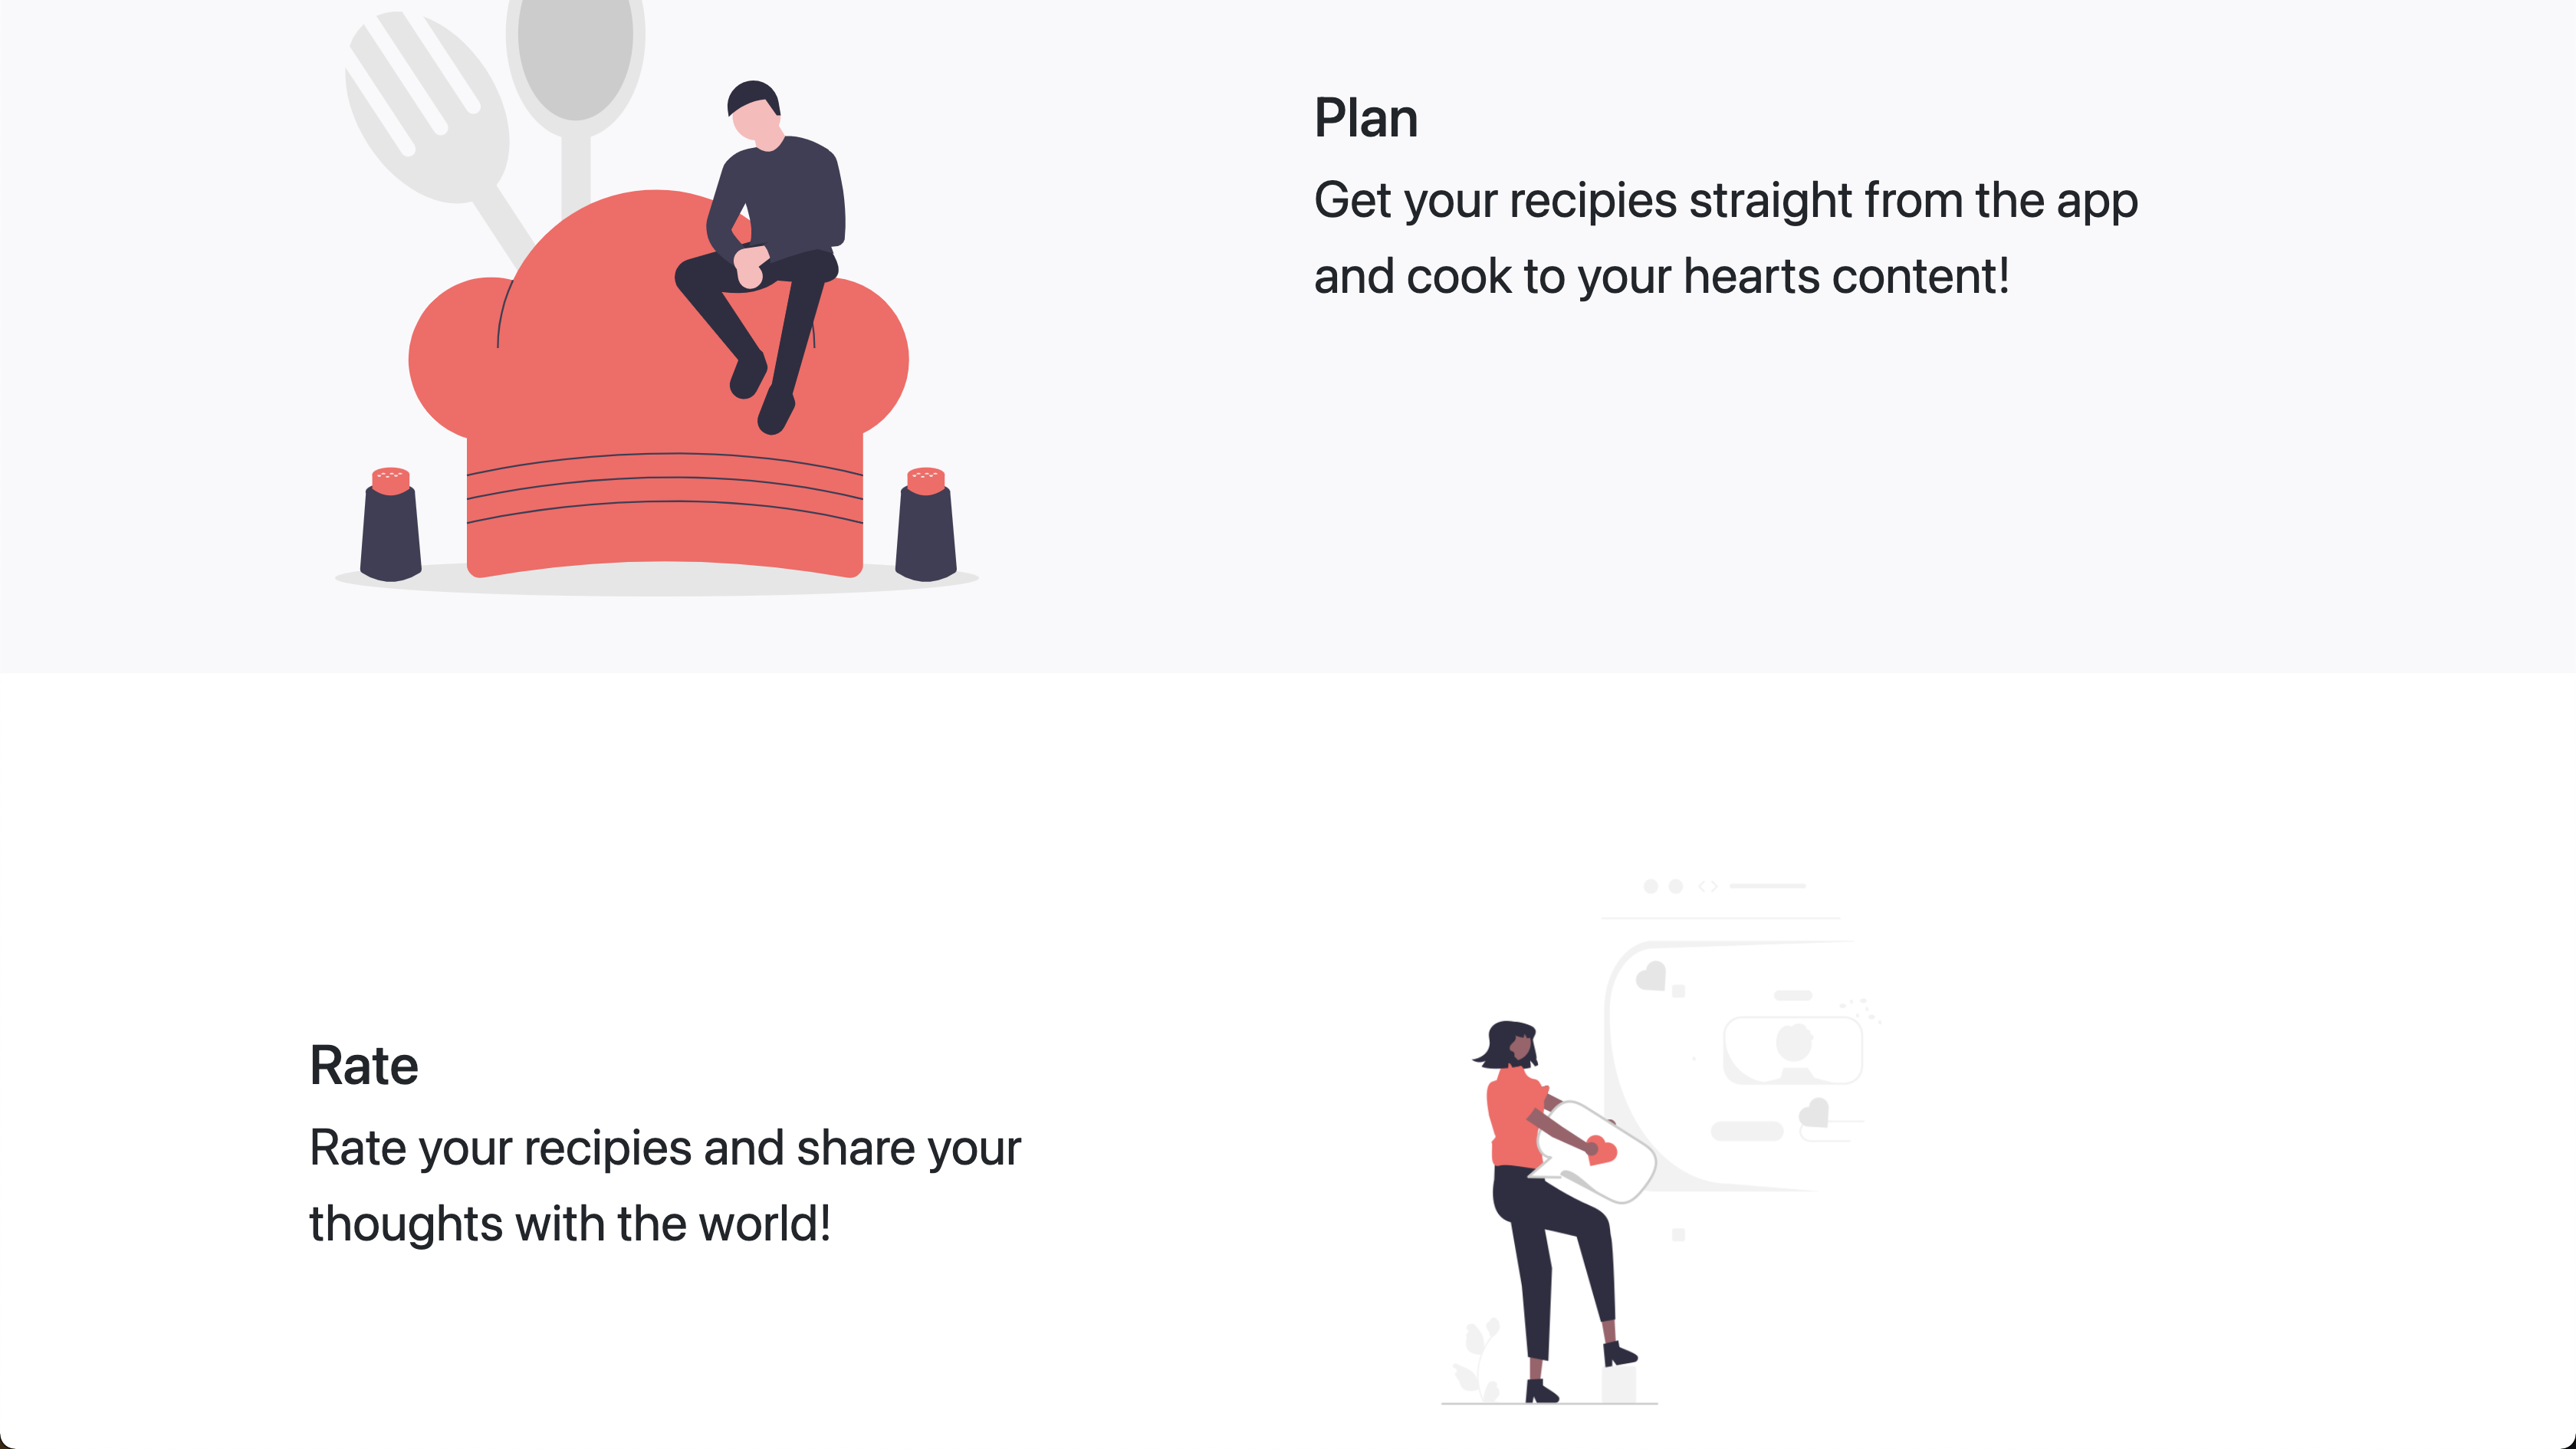 Plan
Get your recipies straight from the app
and cook to your hearts content!
Rate
Rate your recipies and share your
thoughts with the world!